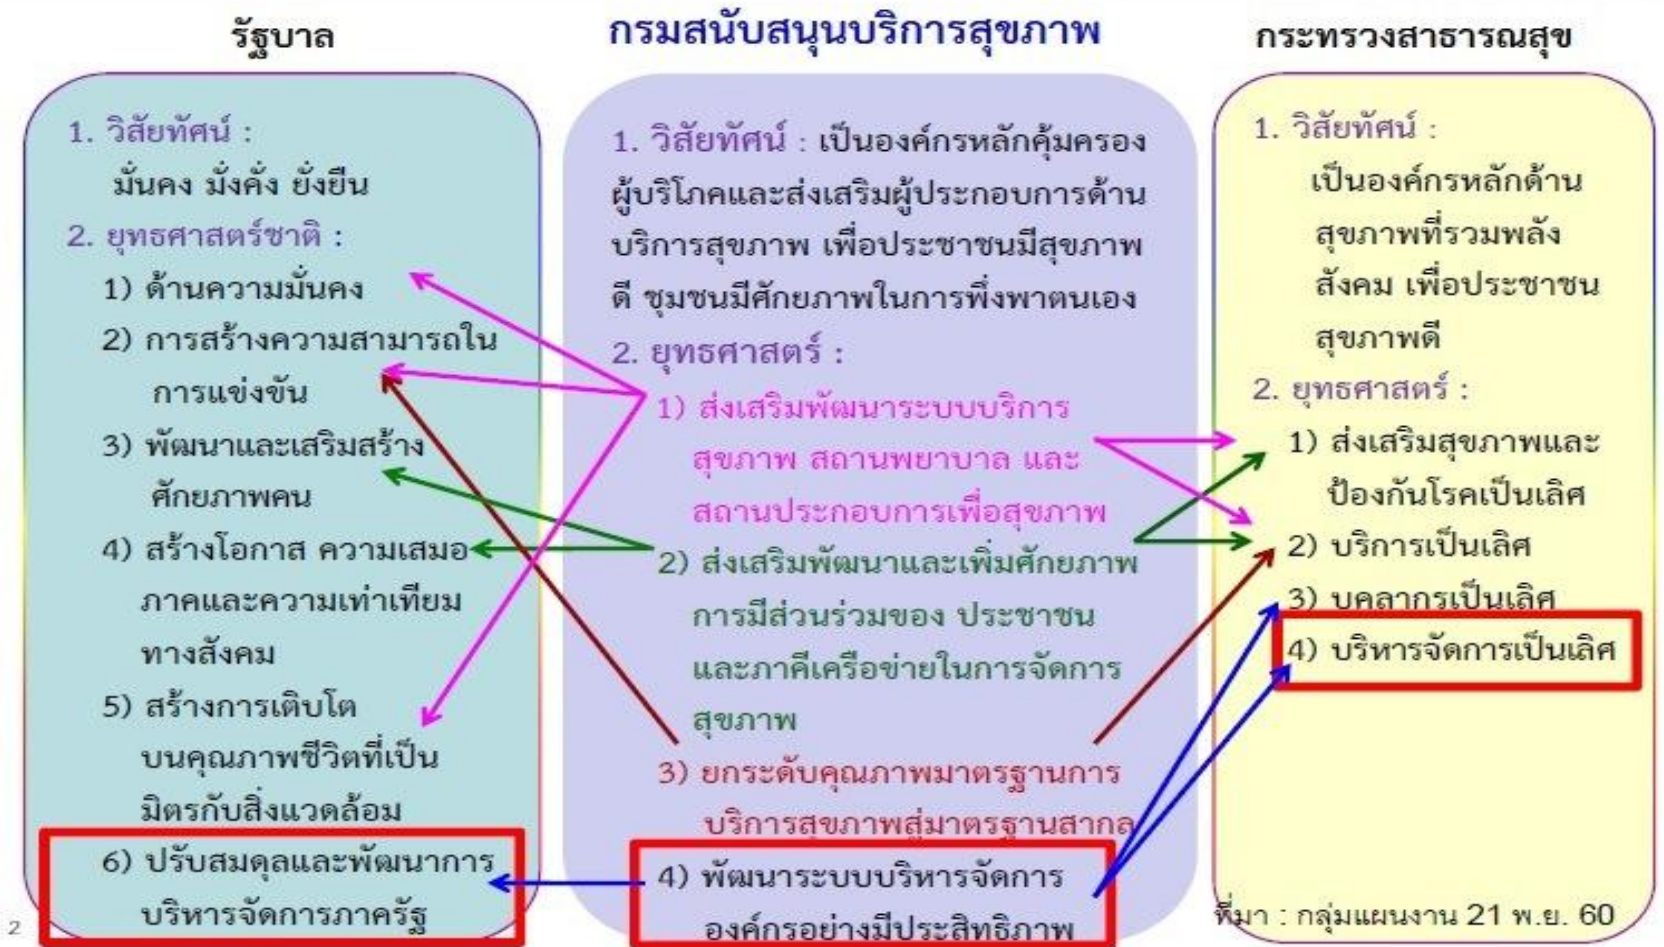 รัฐบาล
1. วิสัยทัศน์ :
มั่นคง มั่งคั่ง ยั่งยืน
2. ยุทธศาสตร์ชาติ :
1) ด้านความมั่นคง
2) การสร้างความสามารถใน
การแข่งขัน
3) พัฒนาและเสริมสร้าง
ศักยภาพคน
4) สร้างโอกาส ความเสมอ
ภาคและความเท่าเทียม
ทางสังคม
5) สร้างการเติบโต
บนคุณภาพชีวิตที่เป็น
มิตรกับสิ่งแวดล้อม
6) ปรับสมดุลและพัฒนาการ
บริหารจัดการภาครัฐ
2
กรมสนับสนุนบริการสุขภาพ
1. วิสัยทัศน์ : เป็นองค์กรหลักคุ้มครอง
ผู้บริโภคและส่งเสริมผู้ประกอบการด้าน
บริการสุขภาพ เพื่อประชาชนมีสุขภาพ
ดี ชุมชนมีศักยภาพในการพึ่งพาตนเอง
2. ยุทธศาสตร์ :
1) ส่งเสริมพัฒนาระบบบริการ
สุขภาพ สถานพยาบาล และ
สถานประกอบการเพื่อสุขภาพ
2) ส่งเสริมพัฒนาและเพิ่มศักยภาพ
การมีส่วนร่วมของ ประชาชน
และภาคีเครือข่ายในการจัดการ
สุขภาพ
3) ยกระดับคุณภาพมาตรฐานการ
บริการสุขภาพสู่มาตรฐานสากล
4) พัฒนาระบบบริหารจัดการ
องค์กรอย่างมีประสิทธิภาพ
กระทรวงสาธารณสุข
1. วิสัยทัศน์ :
เป็นองค์กรหลักด้าน
สุขภาพที่รวมพลัง
สังคม เพื่อประชาชน
สุขภาพดี
2. ยุทธศาสตร์ :
1) ส่งเสริมสุขภาพและ
ป้องกันโรคเป็นเลิศ
2) บริการเป็นเลิศ
3) บคลากรเป็นเลิศ
4) บริหารจัดการเป็นเลิศ
ที่มา : กลุ่มแผนงาน 21 พ.ย. 60